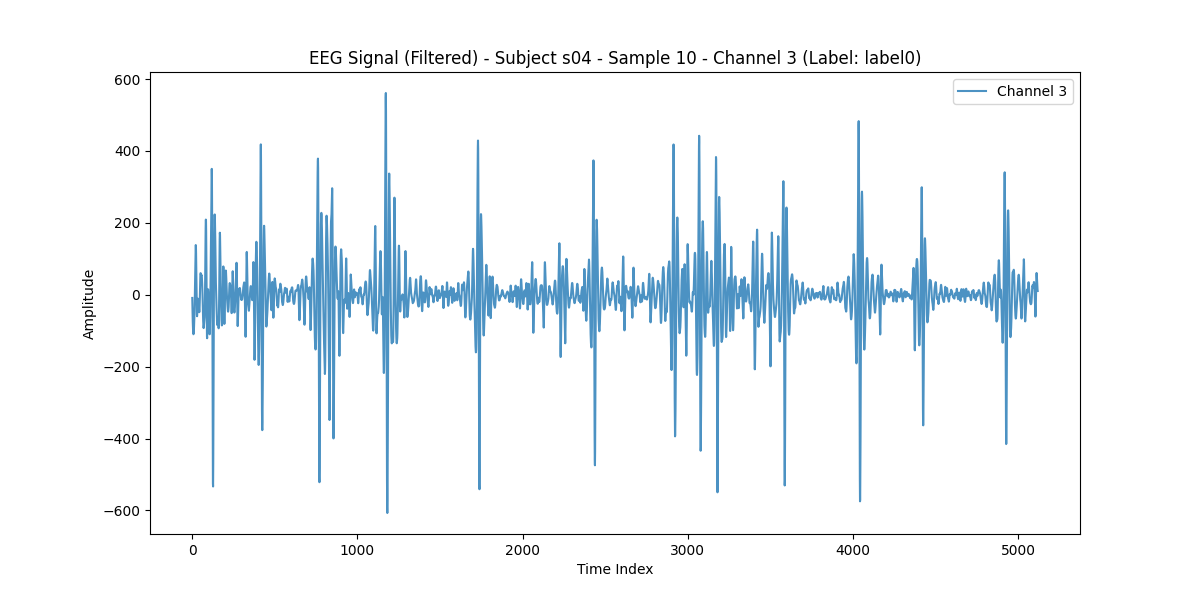 EEG Signal (Filtered) - Subject s04 - Sample 10 - Channel 3 (Label: label0)
Channel 3
600
400
200
0
−200
−400
−600
Amplitude
0 1000 2000 3000 4000 5000
Time Index